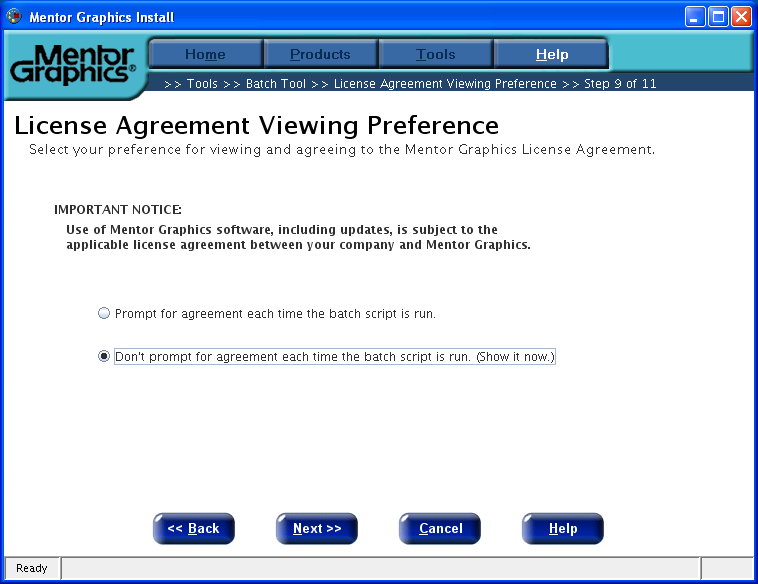 Mentor Graphics Install
Mentor
Graphics®
Home Products Tools Help
>> Tools >> Batch Tool >> License Agreement Viewing Preference >> Step 9 of 11
License Agreement Viewing Preference
Select your preference for viewing and agreeing to the Mentor Graphics License Agreement.
IMPORTANT NOTICE:
Use of Mentor Graphics software, including updates, is subject to the
applicable license agreement between your company and Mentor Graphics.
Prompt for agreement each time the batch script is run.
Don't prompt for agreement each time the batch script is run. (Show it now.)
<< Back Next >> Cancel Help
Ready